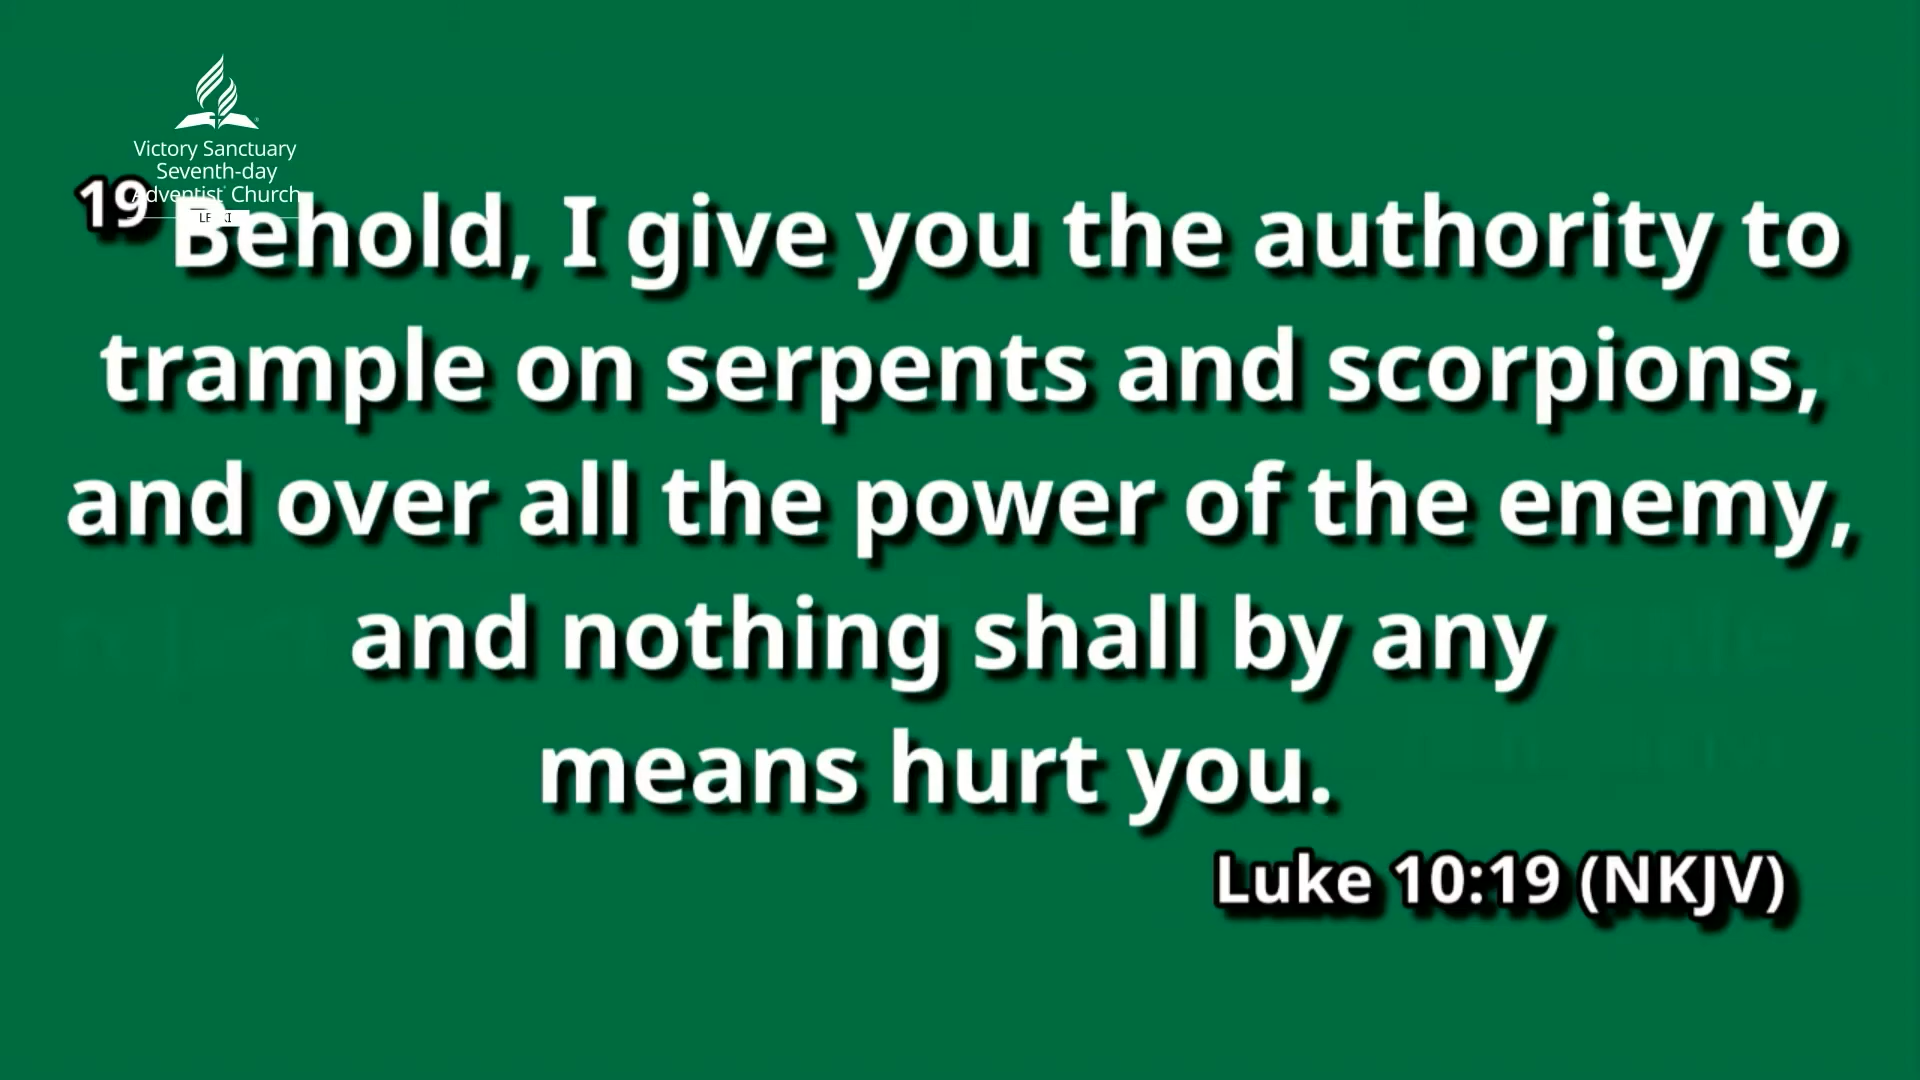 Victory Sanctuary
Seventh-day
Adventist Church
19 Behold, I give you the authority to
trample on serpents and scorpions,
and over all the power of the enemy,
and nothing shall by any
means hurt you.
Luke 10:19 (NKJV)